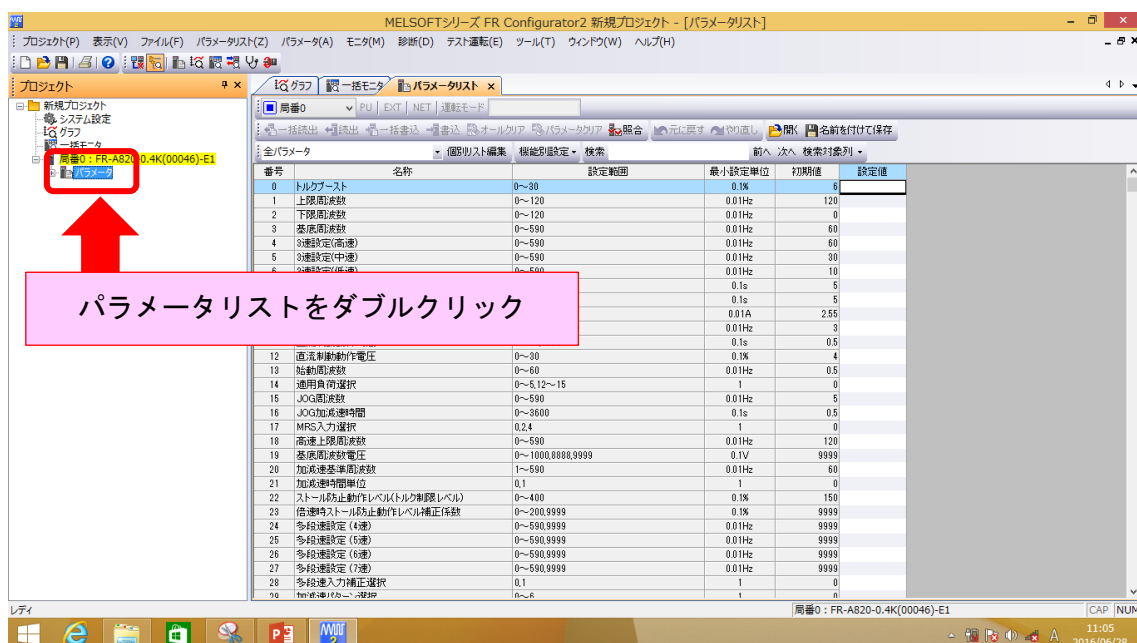 MELSOFTシリーズ FR Configurator2 新規プロジェクト - [パラメータリスト]
プロジェクト(P) 表示(V) ファイル(F) パラメータリスト(Z) パラメータ(A) モニタ(M) 診断(D) テスト運転(E) ツール(T) ウィンドウ(W) ヘルプ(H)
プロジェクト
グラフ 一括モニタ パラメータリスト
新規プロジェクト
システム設定
グラフ
一括モニタ
局番0:FR-A820-0.4K(00046)-E1
パラメータ
局番0 PU EXT NET 運転モード
一括読出 読出 一括書込 書込 オールクリア パラメータクリア 照合 元に戻す やり直し 開く 名前を付けて保存
全パラメータ 個別リスト編集 機能別設定 検索 前へ 次へ 検索対象列
番号 名称 設定範囲 最小設定単位 初期値 設定値
0 トルクブースト 0~30 0.1% 6
1 上限周波数 0~120 0.01Hz 120
2 下限周波数 0~120 0.01Hz 0
3 基底周波数 0~590 0.01Hz 60
4 3速設定(高速) 0~590 0.01Hz 60
5 3速設定(中速) 0~590 0.01Hz 30
0.01Hz 10
0.1s 5
0.1s 5
0.01A 2.55
0.01Hz 3
0.1s 0.5
パラメータリストをダブルクリック
12 直流制動動作電圧 0~30 0.1% 4
13 始動周波数 0~60 0.01Hz 0.5
14 適用負荷選択 0~5,12~15 1 0
15 JOG周波数 0~590 0.01Hz 5
16 JOG加減速時間 0~3600 0.1s 0.5
17 MRS入力選択 0,2,4 1 0
18 高速上限周波数 0~590 0.01Hz 120
19 基底周波数電圧 0~1000,8888,9999 0.1V 9999
20 加減速基準周波数 1~590 0.01Hz 60
21 加減速時間単位 0,1 1 0
22 ストール防止動作レベル(トルク制限レベル) 0~400 0.1% 150
23 倍速時ストール防止動作レベル補正係数 0~200,9999 0.1% 9999
24 多段速設定 (4速) 0~590,9999 0.01Hz 9999
25 多段速設定 (5速) 0~590,9999 0.01Hz 9999
26 多段速設定 (6速) 0~590,9999 0.01Hz 9999
27 多段速設定 (7速) 0~590,9999 0.01Hz 9999
28 多段速入力補正選択 0,1 1 0
29 加減速パターン選択 0~6 1 0
レディ 局番0:FR-A820-0.4K(00046)-E1 CAP NUM
11:05
2016/06/28